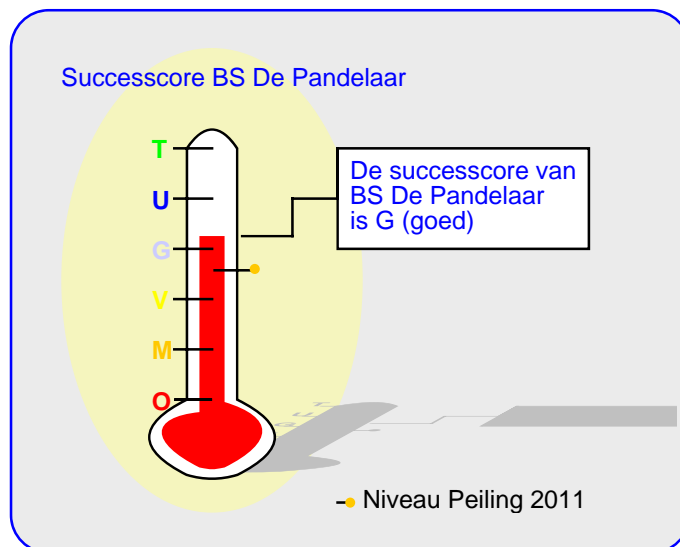 Successcore BS De Pandelaar
T
De successcore van
BS De Pandelaar
is G (goed)
U
G
V
M
O
Niveau Peiling 2011